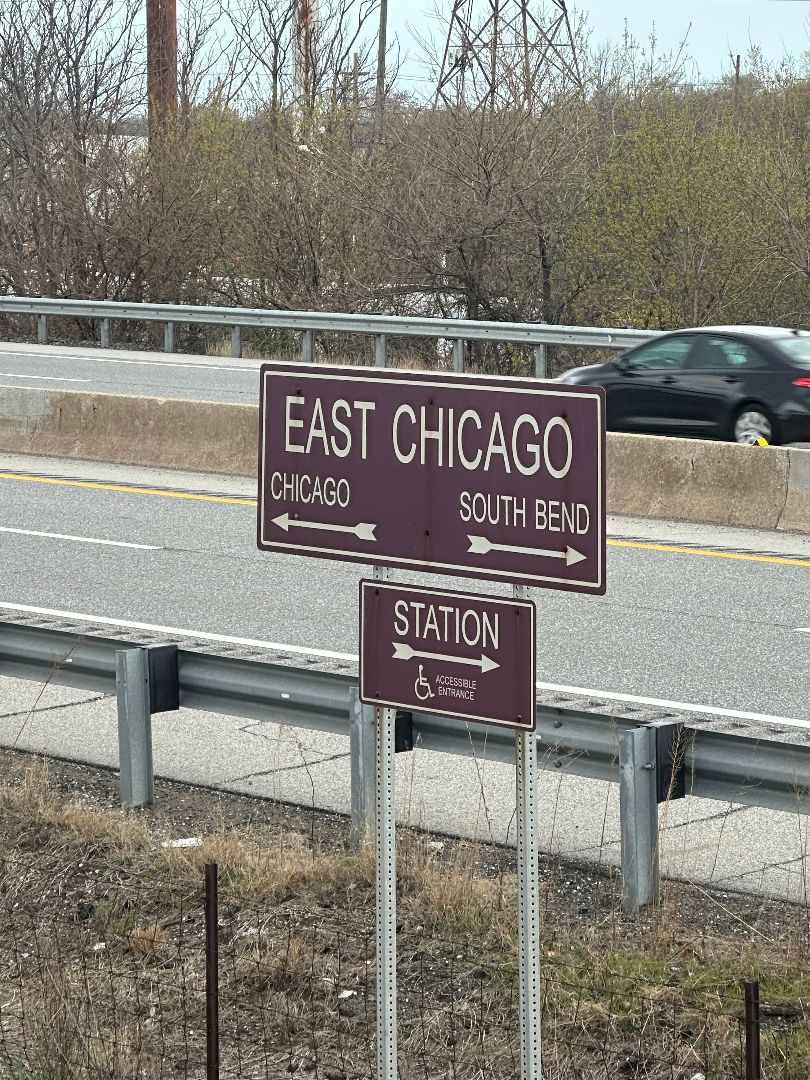 EAST CHICAGO
CHICAGO
SOUTH BEND
STATION
ACCESSIBLE
ENTRANCE